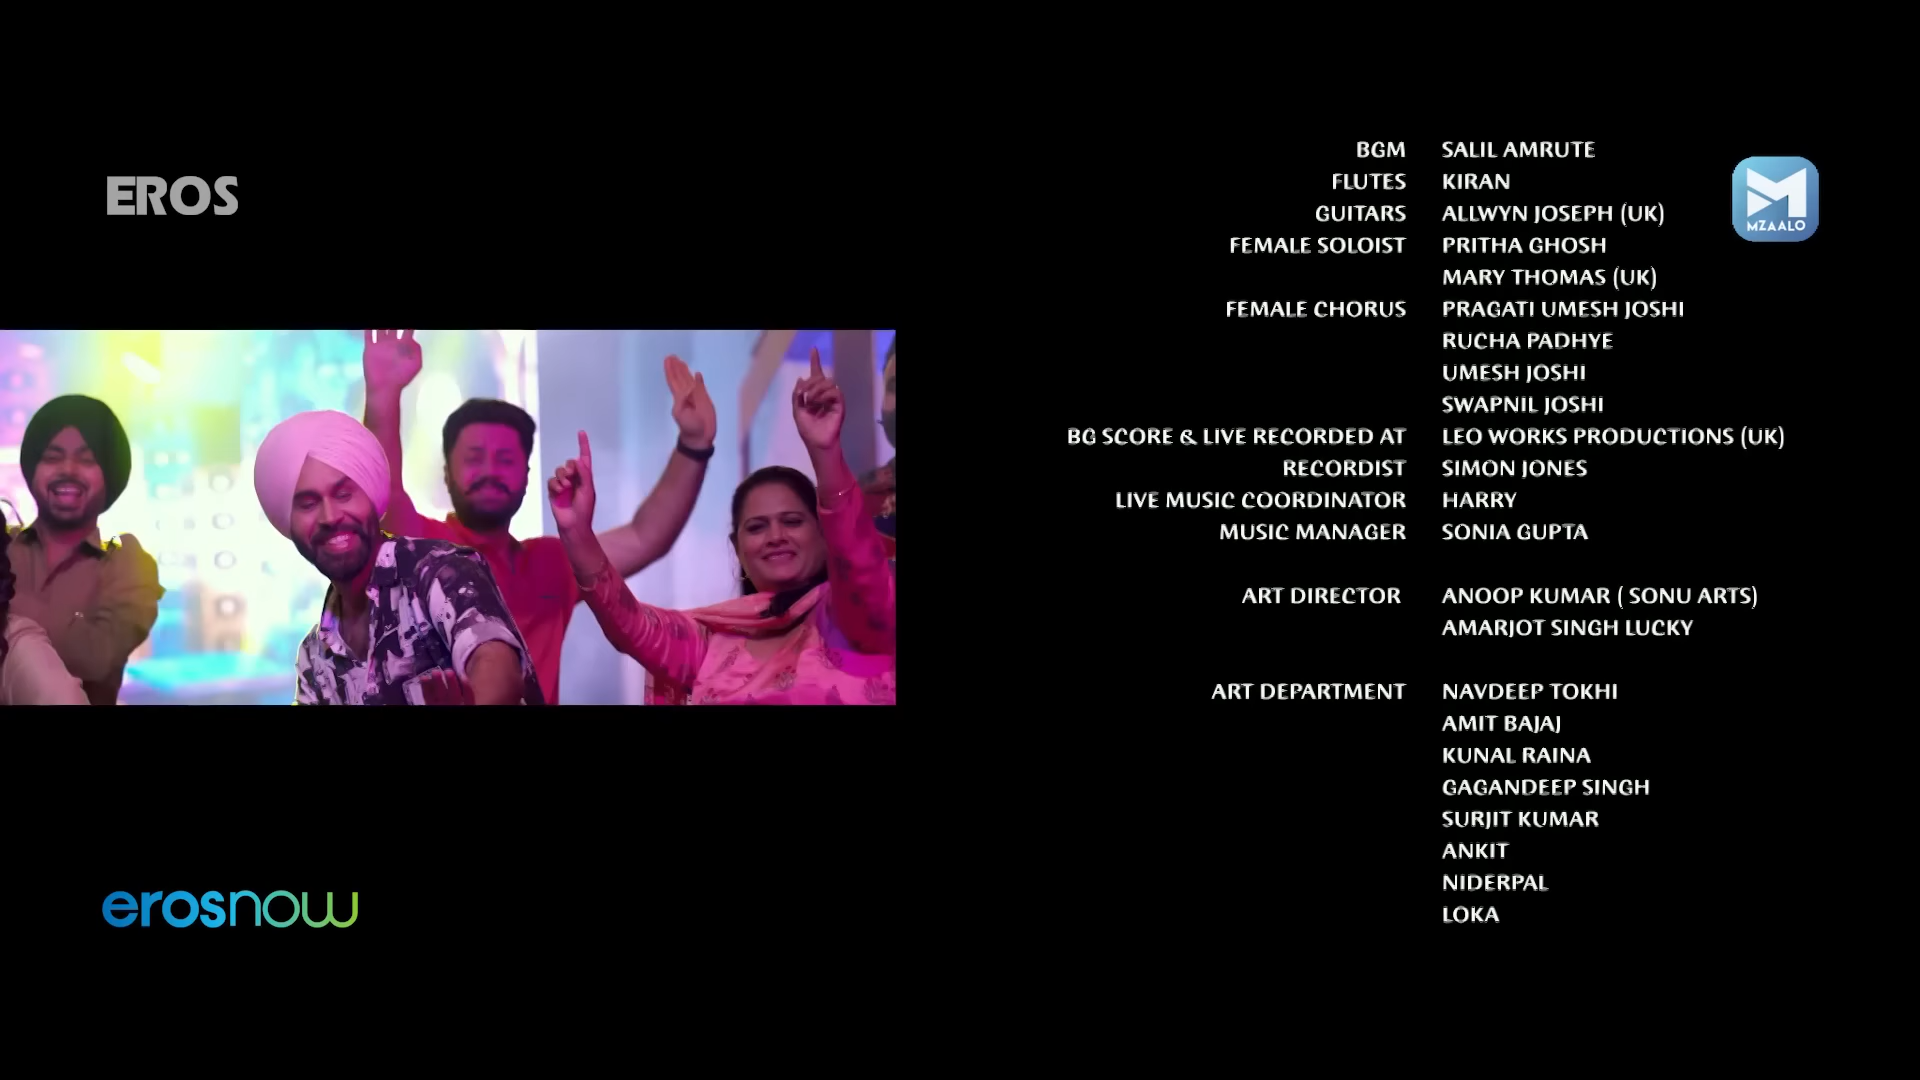 EROS
MZAALO
BGM SALIL AMRUTE
FLUTES KIRAN
GUITARS ALLWYN JOSEPH (UK)
FEMALE SOLOIST PRITHA GHOSH
MARY THOMAS (UK)
FEMALE CHORUS PRAGATI UMESH JOSHI
RUCHA PADHYE
UMESH JOSHI
SWAPNIL JOSHI
BG SCORE & LIVE RECORDED AT LEO WORKS PRODUCTIONS (UK)
RECORDIST SIMON JONES
LIVE MUSIC COORDINATOR HARRY
MUSIC MANAGER SONIA GUPTA
ART DIRECTOR ANOOP KUMAR ( SONU ARTS)
AMARJOT SINGH LUCKY
ART DEPARTMENT NAVDEEP TOKHI
AMIT BAJAJ
KUNAL RAINA
GAGANDEEP SINGH
SURJIT KUMAR
ANKIT
NIDERPAL
LOKA
erosnow